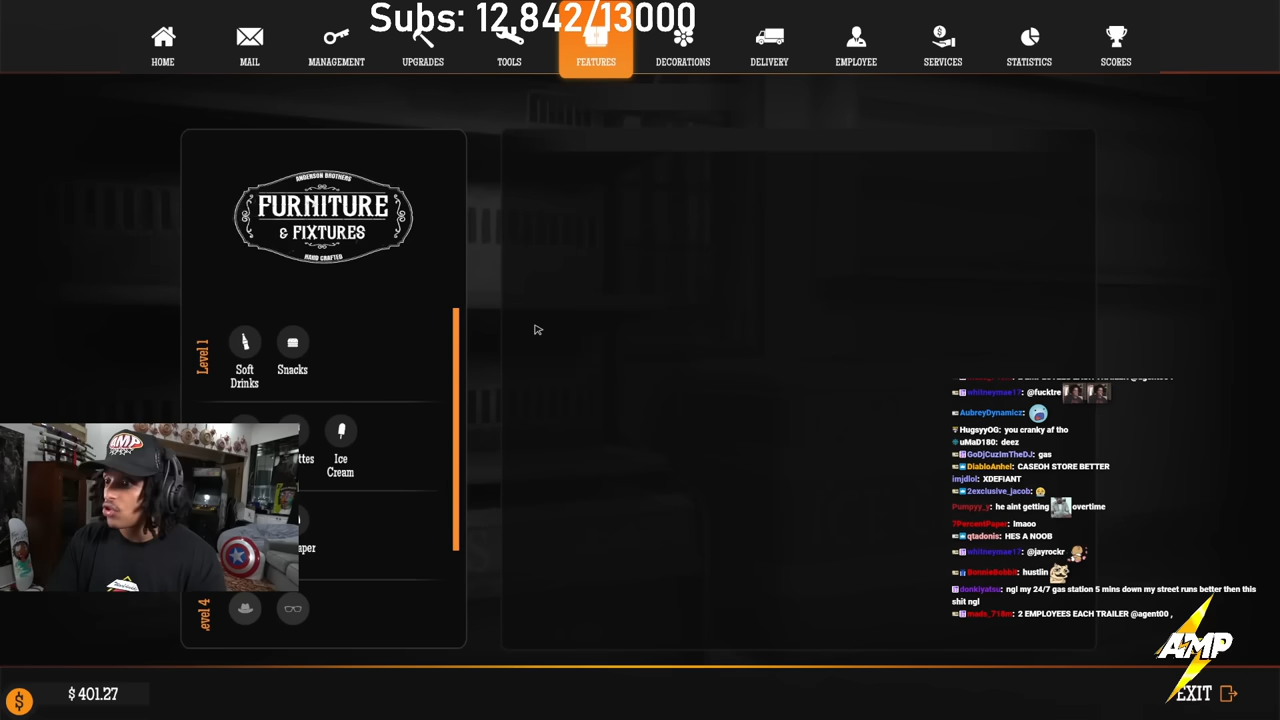 Subs: 12,842/13000
HOME
MAIL
MANAGEMENT
UPGRADES
TOOLS
FEATURES
DECORATIONS
DELIVERY
EMPLOYEE
SERVICES
STATISTICS
SCORES
ANDERSON BROTHERS
FURNITURE
& FIXTURES
HAND CRAFTED
Level 1
Soft
Drinks
Snacks
ttes
Ice
Cream
aper
evel 4
AMP
whitneymae17: @fucktre
AubreyDynamicz:
HugsyyOG: you cranky af tho
uMaD180: deez
GoDjCuzImTheDJ: gas
DiabloAnhel: CASEOH STORE BETTER
imjdlol: XDEFIANT
2exclusive_jacob:
Pumpyy_y: he aint getting overtime
7PercentPaper: lmaoo
qtadonis: HES A NOOB
whitneymae17: @jayrockr
BonnieBobbit: hustlin
donkiyatsu: ngl my 24/7 gas station 5 mins down my street runs better then this
shit ngl
mads_718m: 2 EMPLOYEES EACH TRAILER @agent00 ,
AMP
$ 401.27
EXIT